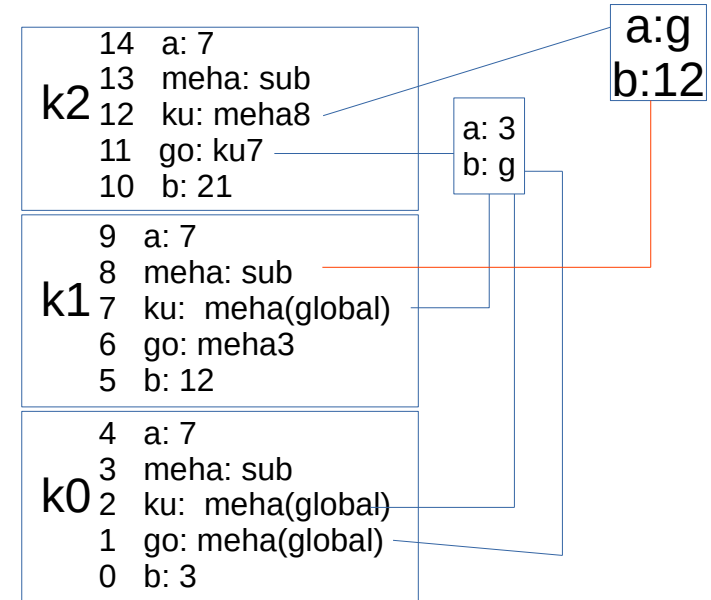 a:g
b:12
k2
14 a: 7
13 meha: sub
12 ku: meha8
11 go: ku7
10 b: 21
a: 3
b: g
k1
9 a: 7
8 meha: sub
7 ku: meha(global)
6 go: meha3
5 b: 12
k0
4 a: 7
3 meha: sub
2 ku: meha(global)
1 go: meha(global)
0 b: 3